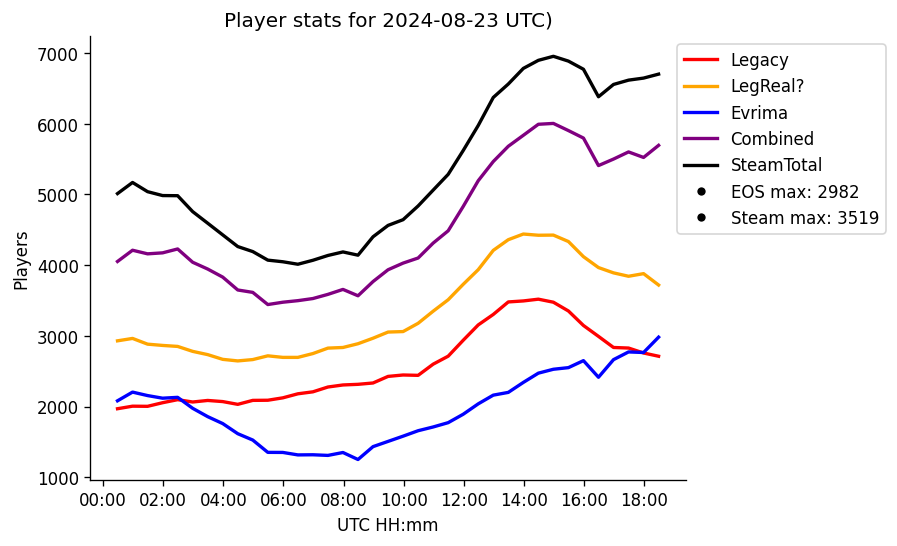 Player stats for 2024-08-23 UTC)
7000
6000
5000
4000
3000
2000
1000
Players
00:00 02:00 04:00 06:00 08:00 10:00 12:00 14:00 16:00 18:00
UTC HH:mm
Legacy
LegReal?
Evrima
Combined
SteamTotal
EOS max: 2982
Steam max: 3519